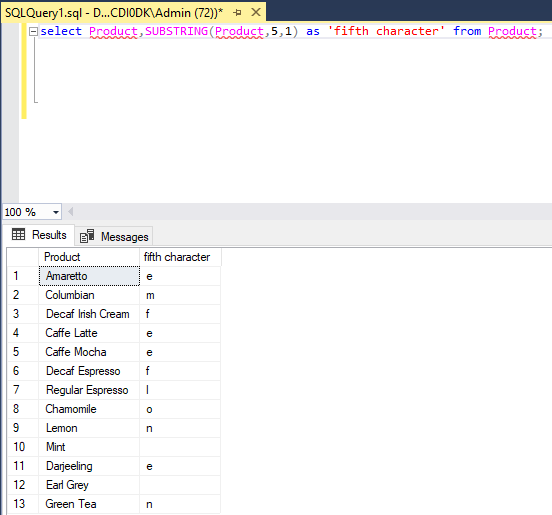 SQLQuery1.sql - D...CDI0DK\Admin (72))*
select Product,SUBSTRING(Product,5,1) as 'fifth character' from Product;
100 %
Results Messages
Product fifth character
1 Amaretto e
2 Columbian m
3 Decaf Irish Cream f
4 Caffe Latte e
5 Caffe Mocha e
6 Decaf Espresso f
7 Regular Espresso l
8 Chamomile o
9 Lemon n
10 Mint
11 Darjeeling e
12 Earl Grey
13 Green Tea n